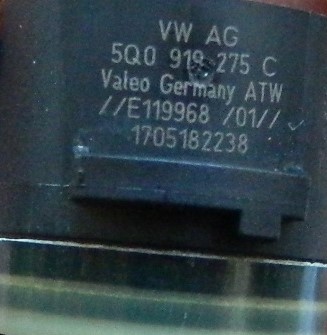 VW AG
5Q0 919 275 C
Valeo Germany ATW
//E119968 /01//
1705182238